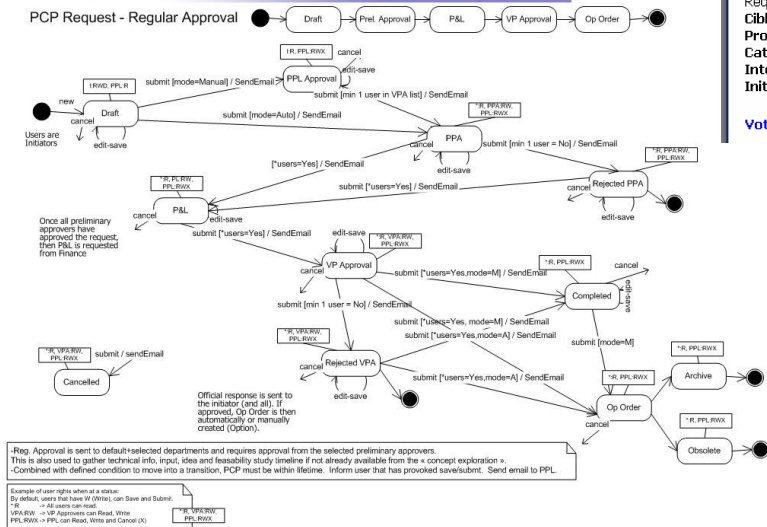 PCP Request - Regular Approval
Draft
Prel. Approval
P&L
VP Approval
Op Order
Cibl
Pro
Cat
Inte
Init
Vot
!:R, PPL:RWX
cancel
PPL Approval
edit-save
!:RWD, PPL:R
submit [mode=Manual] / SendEmail
submit [min 1 user in VPA list] / SendEmail
new
Draft
cancel
edit-save
Users are
Initiators
submit [mode=Auto] / SendEmail
*:R, PPA:RW,
PPL:RWX
PPA
cancel
edit-save
submit [min 1 user = No] / SendEmail
*:R, PPA:RW,
PPL:RWX
[*users=Yes] / SendEmail
submit [*users=Yes] / SendEmail
Rejected PPA
cancel
edit-save
*:R, PL:RW,
PPL:RWX
P&L
cancel
edit-save
Once all preliminary
approvers have
approved the request,
then P&L is requested
from Finance
submit [*users=Yes] / SendEmail
edit-save
*:R, VPA:RW,
PPL:RWX
VP Approval
cancel
submit [*users=Yes,mode=M] / SendEmail
*:R, PPL:RWX
cancel
Completed
edit-save
submit [min 1 user = No] / SendEmail
submit [*users=Yes, mode=M] / SendEmail
submit [*users=Yes,mode=A] / SendEmail
submit [mode=M]
*:R, VPA:RW,
PPL:RWX
submit / sendEmail
Cancelled
*:R, VPA:RW,
PPL:RWX
cancel
Rejected VPA
edit-save
submit [*users=Yes,mode=A] / SendEmail
*:R, PPL:RWX
Op Order
cancel
*:R, PPL:RWX
Archive
*:R, PPL:RWX
Obsolete
Official response is sent to
the initiator (and all). If
approved, Op Order is then
automatically or manually
created (Option).
-Reg. Approval is sent to default+selected departments and requires approval from the selected preliminary approvers.
This is also used to gather technical info, input, idea and feasability study timeline if not already available from the « concept exploration ».
-Combined with defined condition to move into a transition, PCP must be within lifetime. Inform user that has provoked save/submt. Send email to PPL.
Example of user rights when at a status:
By default, users that have W (Write), can Save and Submit.
*:R -> All users can read.
VPA:RW -> VP Approvers can Read, Write
PPL:RWX -> PPL can Read, Write and Cancel (X)
*:R, VPA:RW,
PPL:RWX